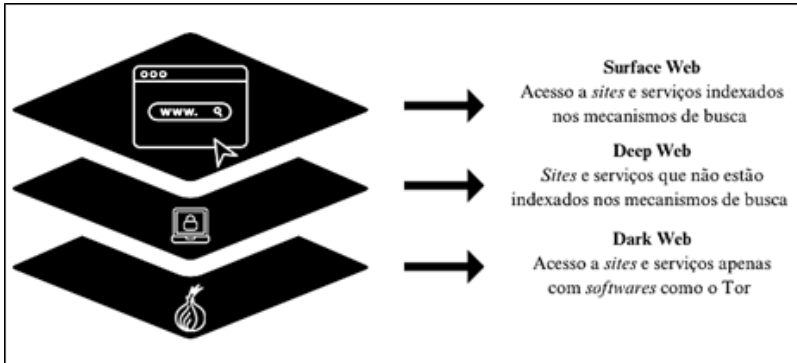 www.
Surface Web
Acesso a sites e serviços indexados
nos mecanismos de busca
Deep Web
Sites e serviços que não estão
indexados nos mecanismos de busca
Dark Web
Acesso a sites e serviços apenas
com softwares como o Tor